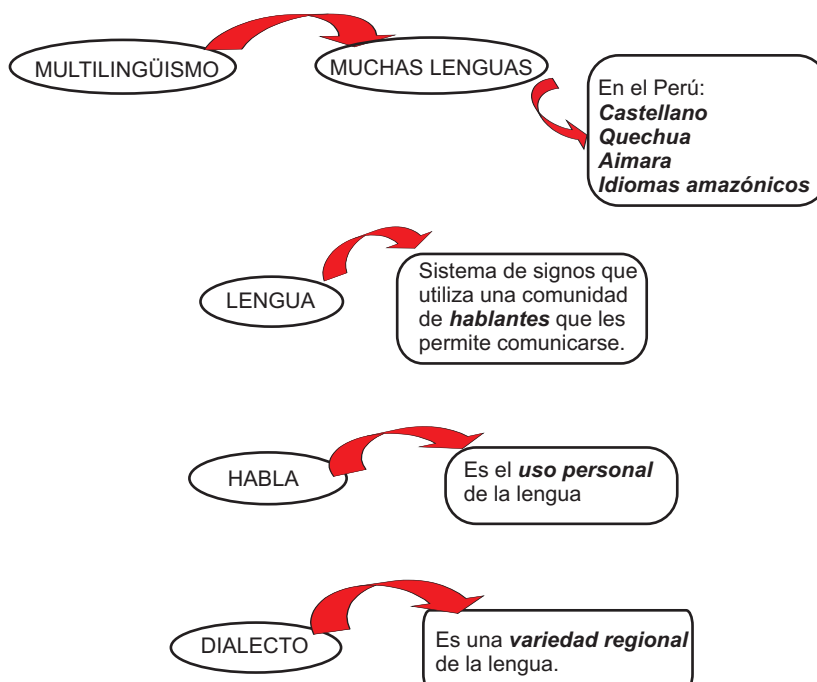 MULTILINGÜISMO
MUCHAS LENGUAS
En el Perú:
Castellano
Quechua
Aimara
Idiomas amazónicos
LENGUA
Sistema de signos que
utiliza una comunidad
de hablantes que les
permite comunicarse.
HABLA
Es el uso personal
de la lengua
DIALECTO
Es una variedad regional
de la lengua.